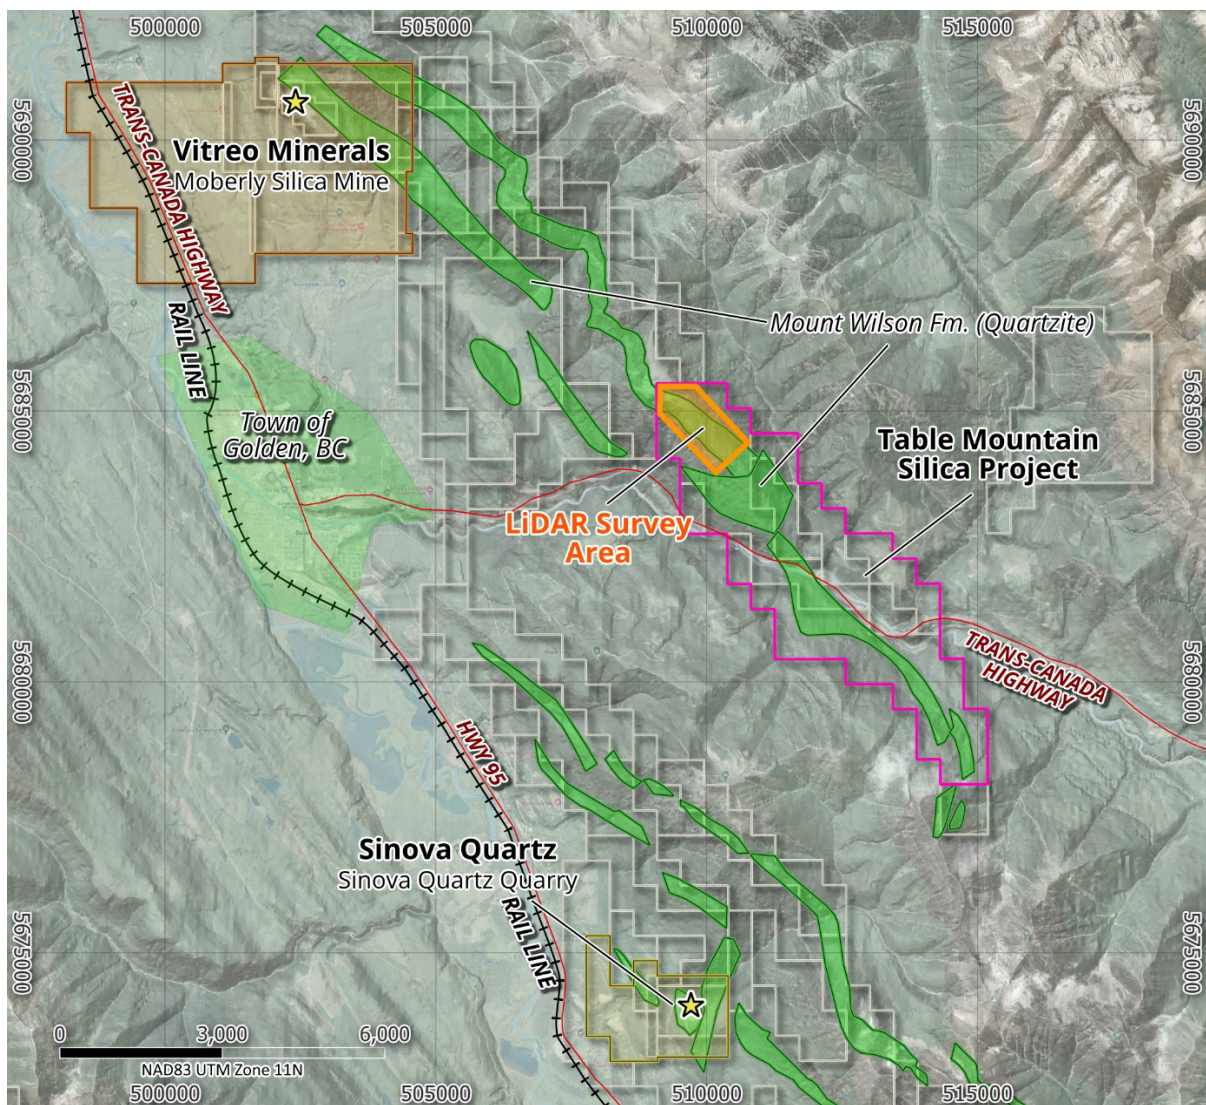 500000
505000
510000
515000
5690000
5690000
TRANS-CANADA HIGHWAY
Vitreo Minerals
Moberly Silica Mine
RAIL LINE
Mount Wilson Fm. (Quartzite)
5685000
5685000
Town of
Golden, BC
Table Mountain
Silica Project
LiDAR Survey
Area
TRANS-CANADA
HIGHWAY
5680000
5680000
HWY 95
Sinova Quartz
Sinova Quartz Quarry
RAIL LINE
5675000
5675000
0
3,000
6,000
NAD83 UTM Zone 11N
500000
505000
510000
515000